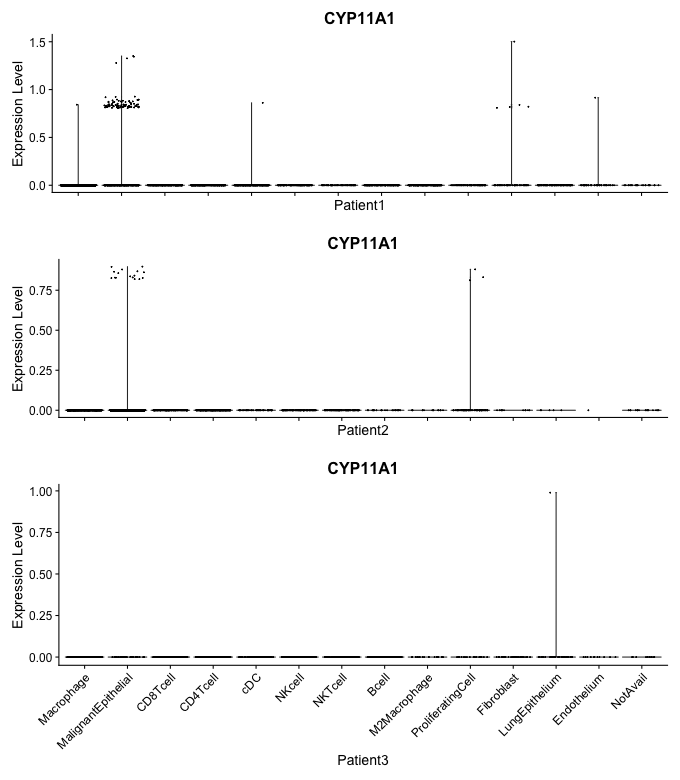 CYP11A1
Expression Level
1.5
1.0
0.5
0.0
Patient1
CYP11A1
Expression Level
0.75
0.50
0.25
0.00
Patient2
CYP11A1
Expression Level
1.00
0.75
0.50
0.25
0.00
Macrophage
MalignantEpithelial
CD8Tcell
CD4Tcell
cDC
NKcell
NKTcell
Bcell
M2Macrophage
ProliferatingCell
Fibroblast
LungEpithelium
Endothelium
NotAvail
Patient3